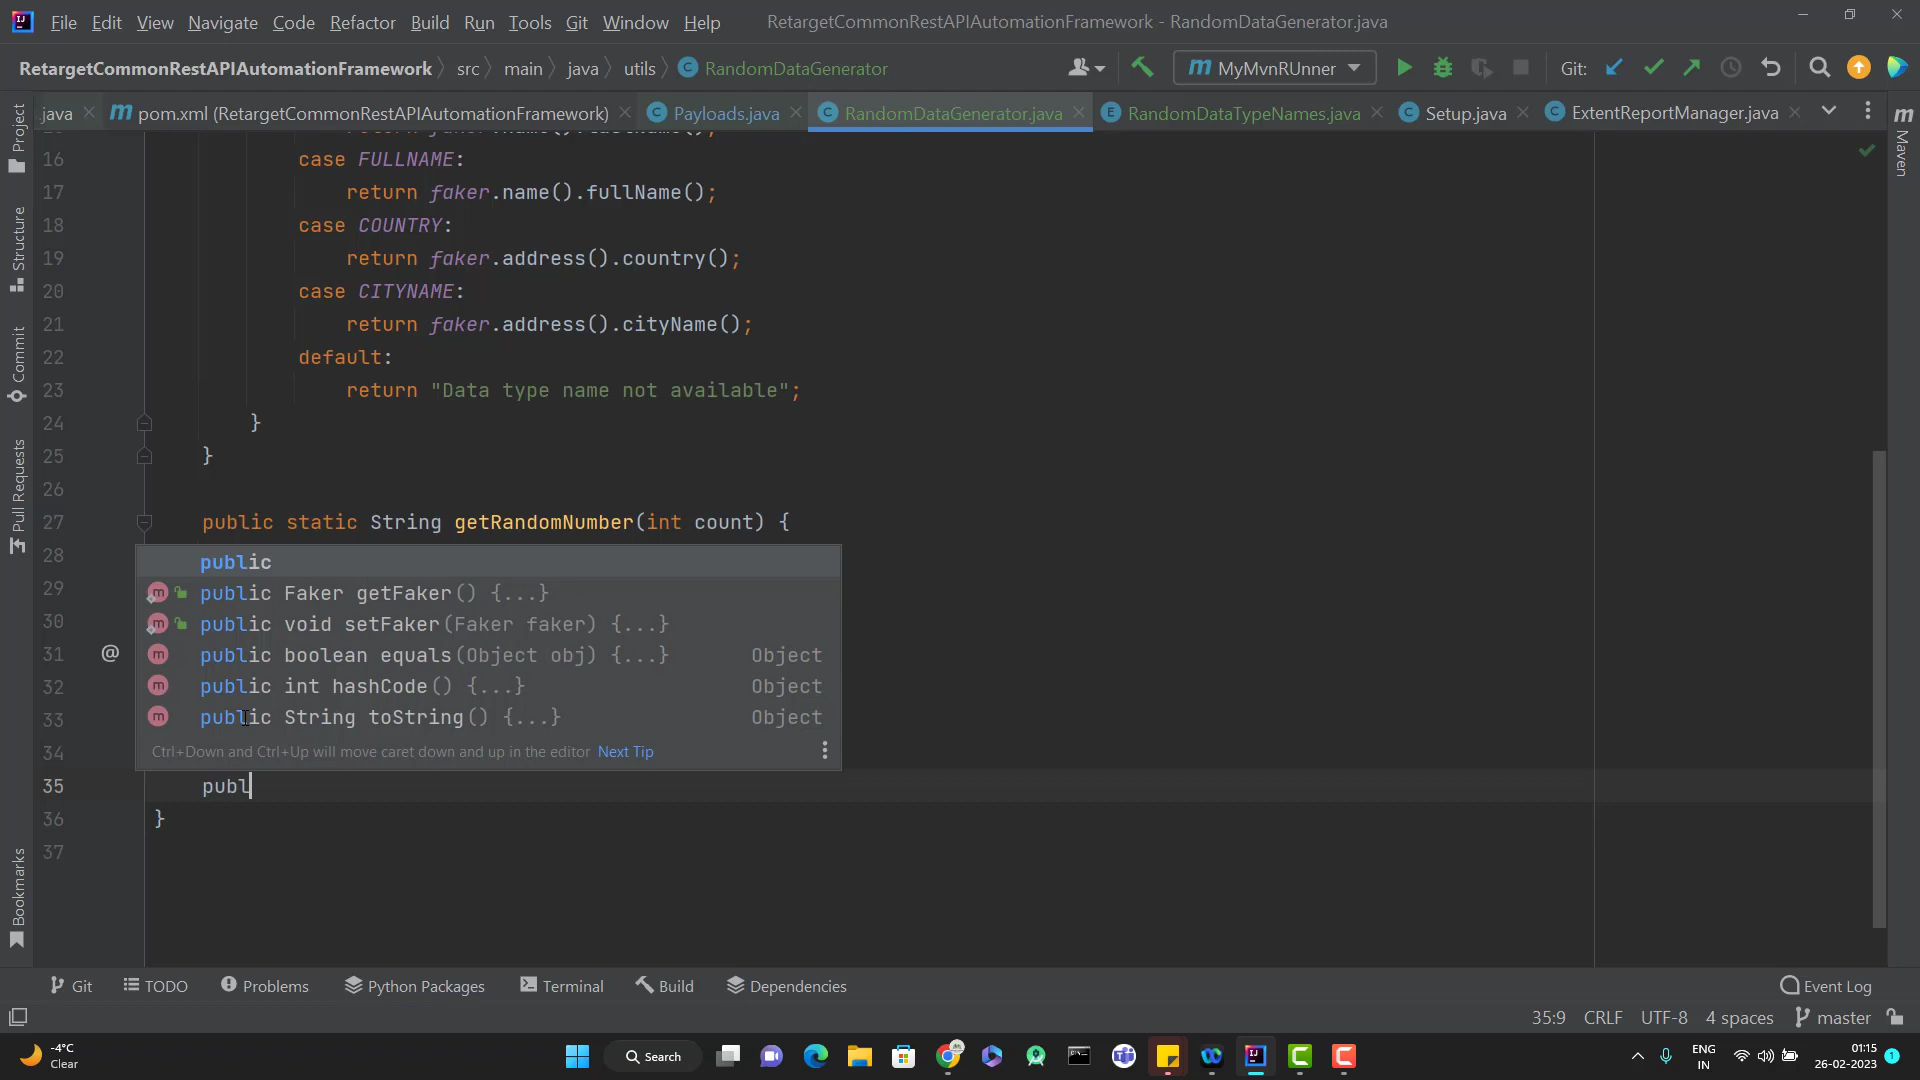 File Edit View Navigate Code Refactor Build Run Tools Git Window Help RetargetCommonRestAPIAutomationFramework - RandomDataGenerator.java
RetargetCommonRestAPIAutomationFramework src main java utils RandomDataGenerator MyMvnRUnner Git:
.java pom.xml (RetargetCommonRestAPIAutomationFramework) Payloads.java RandomDataGenerator.java RandomDataTypeNames.java Setup.java ExtentReportManager.java
Project
Structure
Commit
Pull Requests
Bookmarks
Maven
16 case FULLNAME:
17 return faker.name().fullName();
18 case COUNTRY:
19 return faker.address().country();
20 case CITYNAME:
21 return faker.address().cityName();
22 default:
23 return "Data type name not available";
24 }
25 }
26
27 public static String getRandomNumber(int count) {
28 public
29 public Faker getFaker() {...}
30 public void setFaker(Faker faker) {...}
31 @ public boolean equals(Object obj) {...} Object
32 public int hashCode() {...} Object
33 public String toString() {...} Object
34 Ctrl+Down and Ctrl+Up will move caret down and up in the editor Next Tip
35 publ
36 }
37
Git TODO Problems Python Packages Terminal Build Dependencies Event Log
35:9 CRLF UTF-8 4 spaces master
-4°C
Clear
Search
ENG
IN
01:15
26-02-2023
1